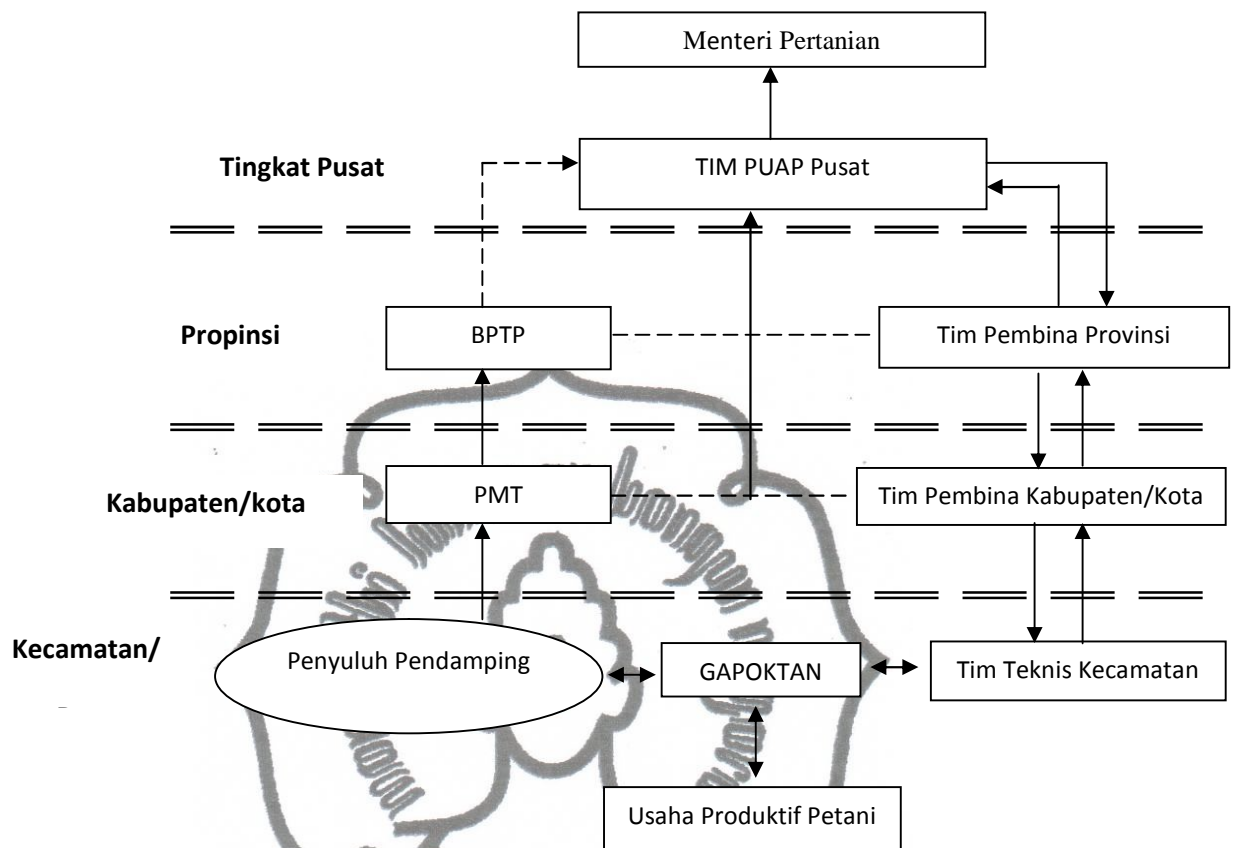 Menteri Pertanian
Tingkat Pusat
TIM PUAP Pusat
Propinsi
BPTP
Tim Pembina Provinsi
Kabupaten/kota
PMT
Tim Pembina Kabupaten/Kota
Kecamatan/
Penyuluh Pendamping
GAPOKTAN
Tim Teknis Kecamatan
Usaha Produktif Petani